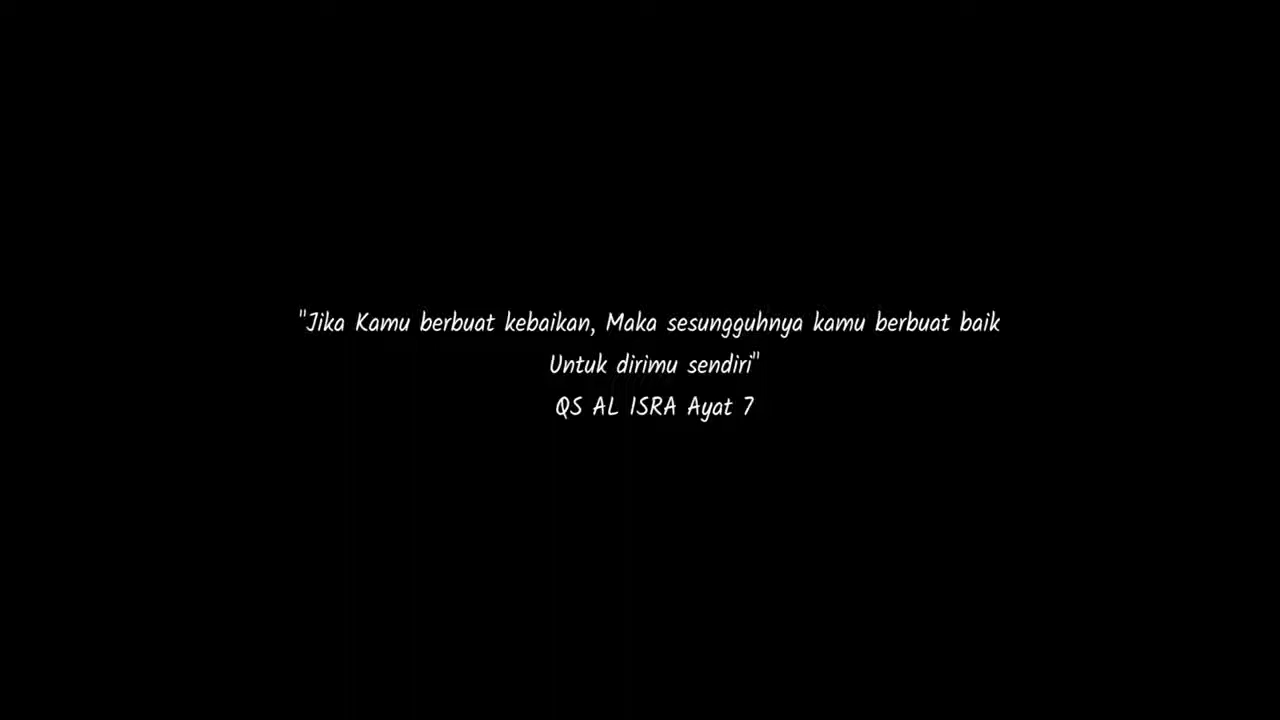 "Jika Kamu berbuat kebaikan, Maka sesungguhnya kamu berbuat baik
Untuk dirimu sendiri"
QS AL ISRA Ayat 7